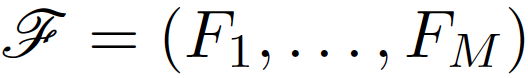 ℱ = (F₁, . . . , F_M)